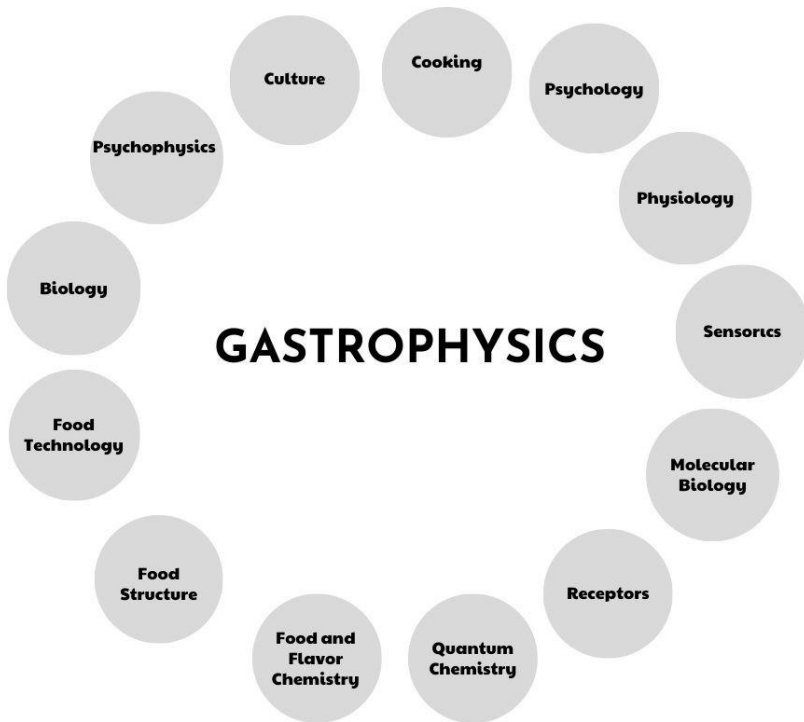 Cooking
Culture
Psychology
Psychophysics
Physiology
Biology
Sensorics
GASTROPHYSICS
Food
Technology
Molecular
Biology
Food
Structure
Receptors
Food and
Flavor
Chemistry
Quantum
Chemistry